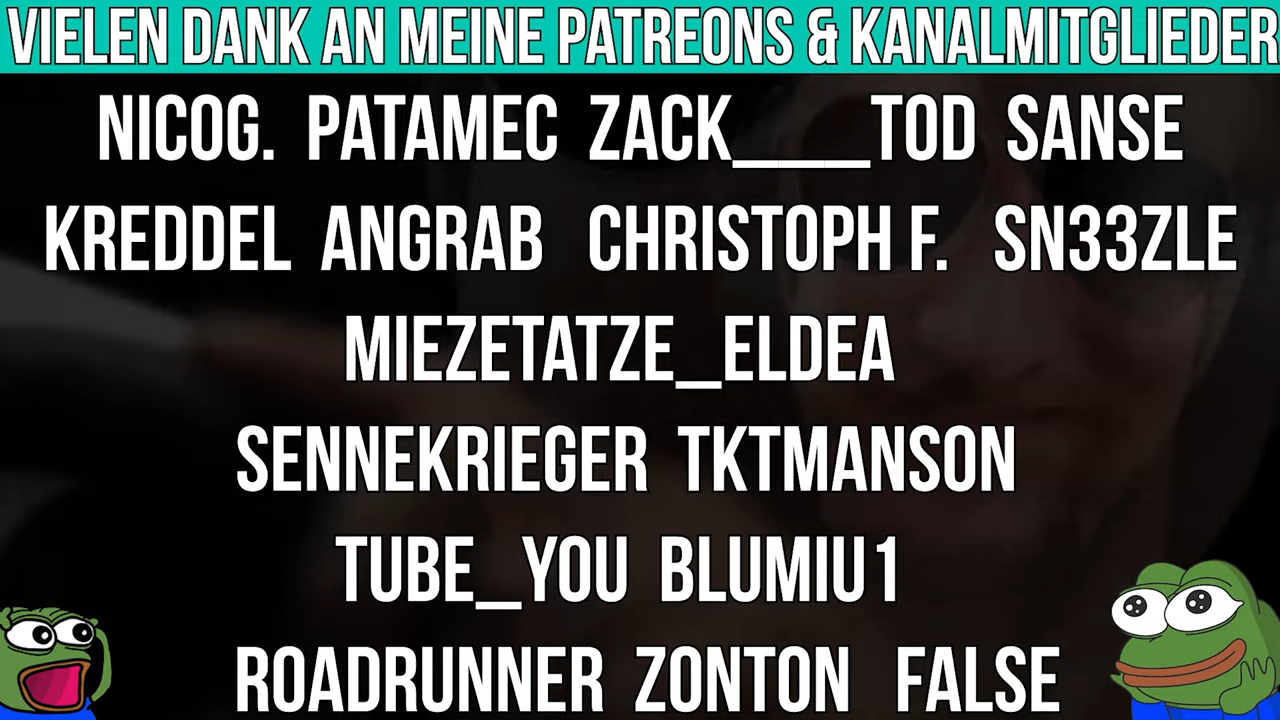 VIELEN DANK AN MEINE PATREONS & KANALMITGLIEDER
NICOG. PATAMEC ZACK___TOD SANSE
KREDDEL ANGRAB CHRISTOPH F. SN33ZLE
MIEZETATZE_ELDEA
SENNEKRIEGER TKTMANSON
TUBE_YOU BLUMIU1
ROADRUNNER ZONTON FALSE